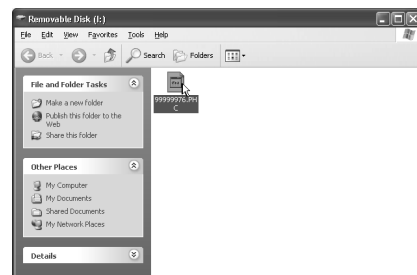 Removable Disk (I:)
File Edit View Favorites Tools Help
Back Search Folders
File and Folder Tasks
Make a new folder
Publish this folder to the
Web
Share this folder
Other Places
My Computer
My Documents
Shared Documents
My Network Places
Details
99999976.PH
C